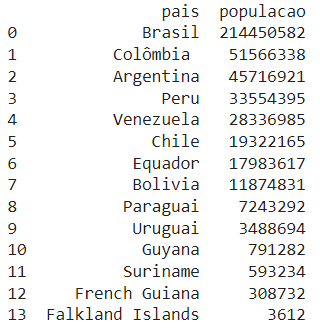 pais populacao
0 Brasil 214450582
1 Colômbia 51566338
2 Argentina 45716921
3 Peru 33554395
4 Venezuela 28336985
5 Chile 19322165
6 Equador 17983617
7 Bolivia 11874831
8 Paraguai 7243292
9 Uruguai 3488694
10 Guyana 791282
11 Suriname 593234
12 French Guiana 308732
13 Falkland Islands 3612